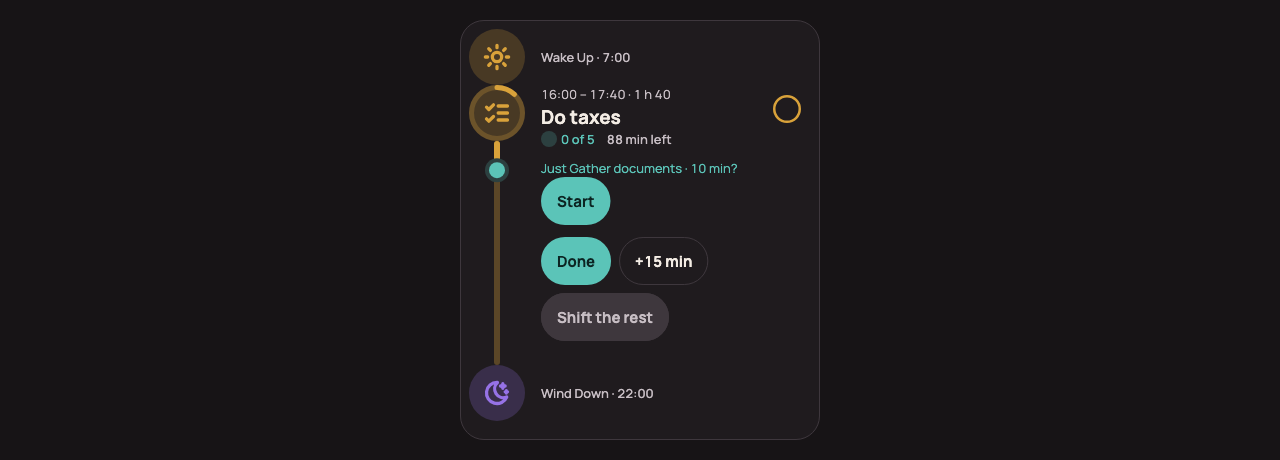 Wake Up · 7:00
16:00 – 17:40 · 1 h 40
Do taxes
0 of 5 88 min left
Just Gather documents · 10 min?
Start
Done +15 min
Shift the rest
Wind Down · 22:00